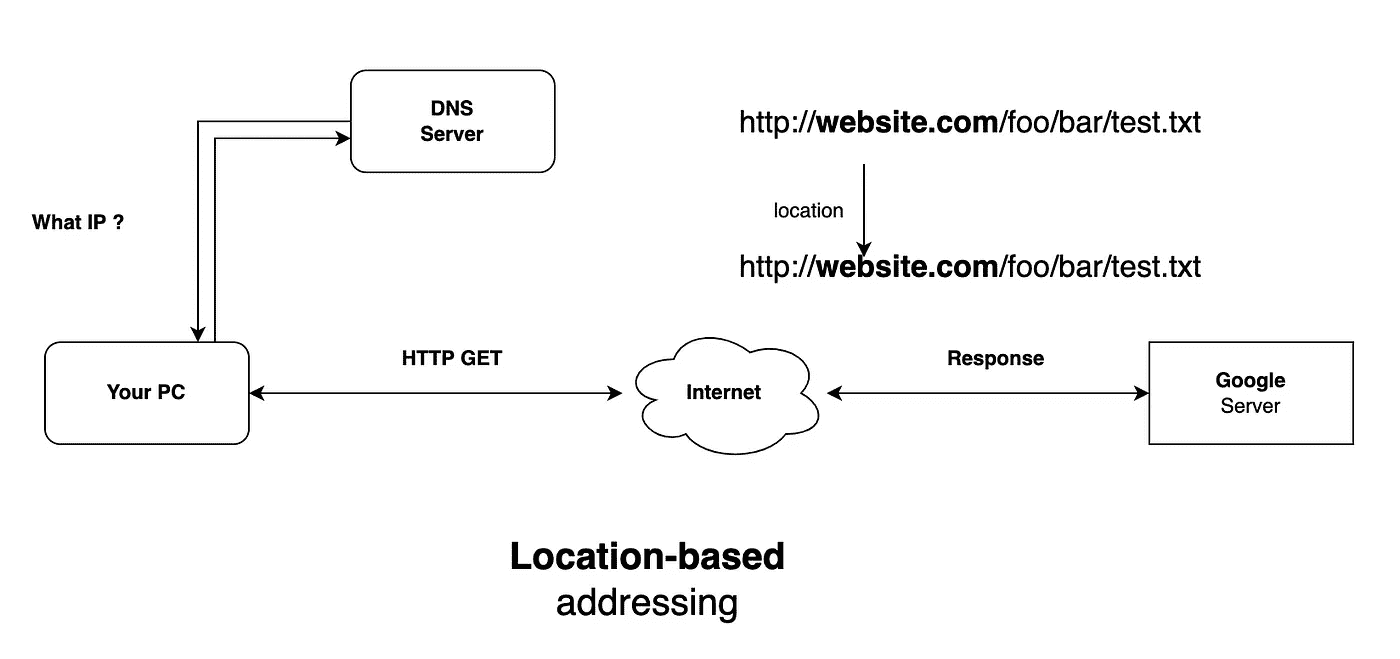 DNS
Server
http://website.com/foo/bar/test.txt
What IP ?
location
http://website.com/foo/bar/test.txt
Your PC
HTTP GET
Internet
Response
Google
Server
Location-based
addressing